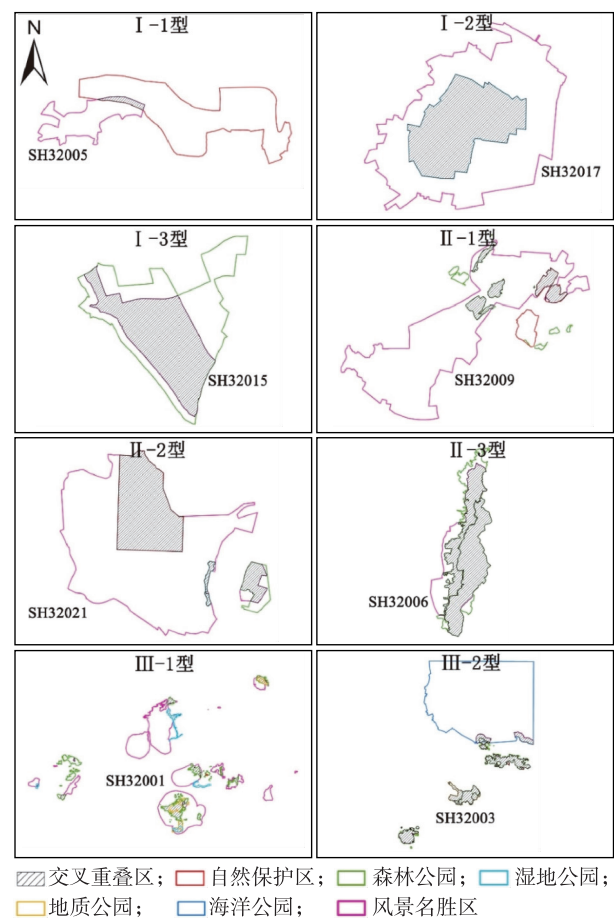 I-1型
I-2型
N
SH32005
SH32017
I-3型
II-1型
SH32015
SH32009
II-2型
II-3型
SH32021
SH32006
III-1型
III-2型
SH32001
SH32003
交叉重叠区； 自然保护区； 森林公园； 湿地公园；
地质公园； 海洋公园； 风景名胜区